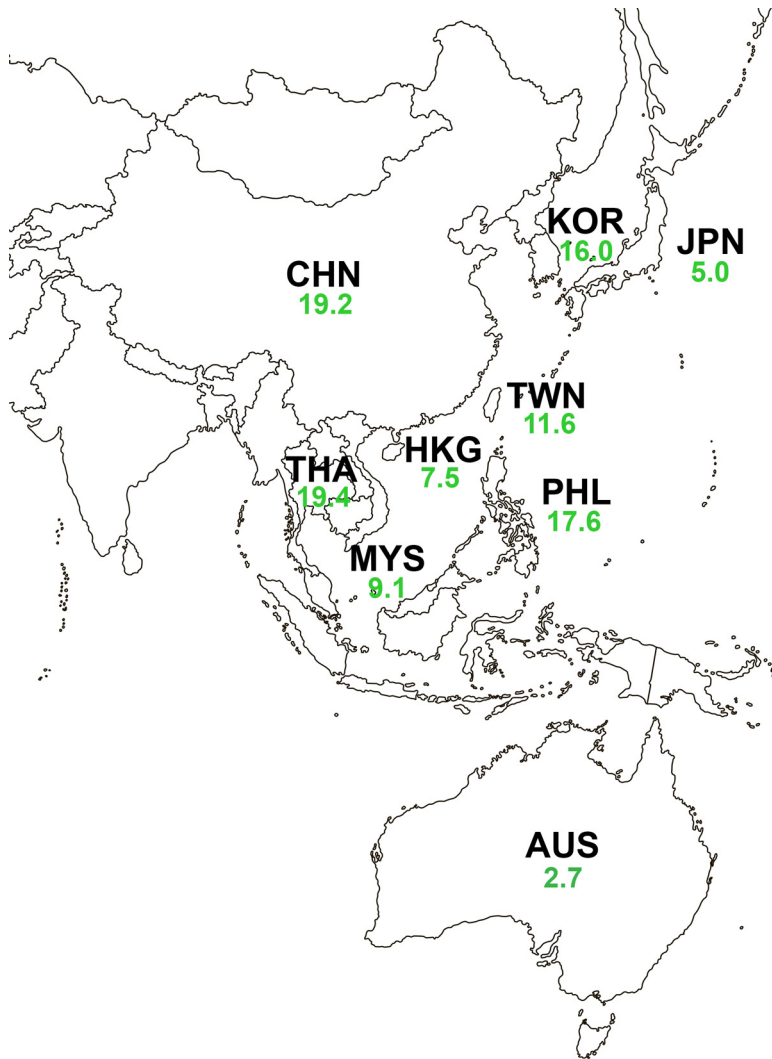 KOR
16.0
JPN
5.0
CHN
19.2
TWN
11.6
HKG
7.5
THA
19.4
PHL
17.6
MYS
9.1
AUS
2.7